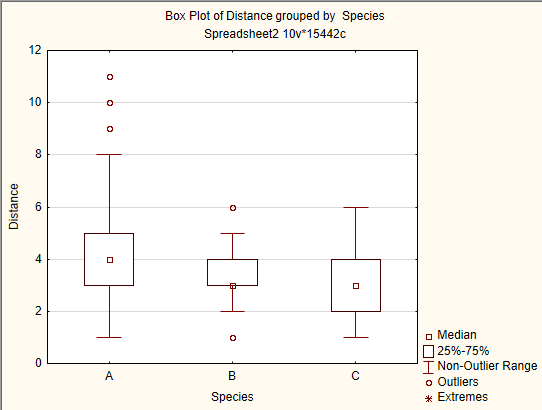 Box Plot of Distance grouped by Species
Spreadsheet2 10v*15442c
12
10
8
6
4
2
0
Distance
A B C
Species
Median
25%-75%
Non-Outlier Range
Outliers
Extremes